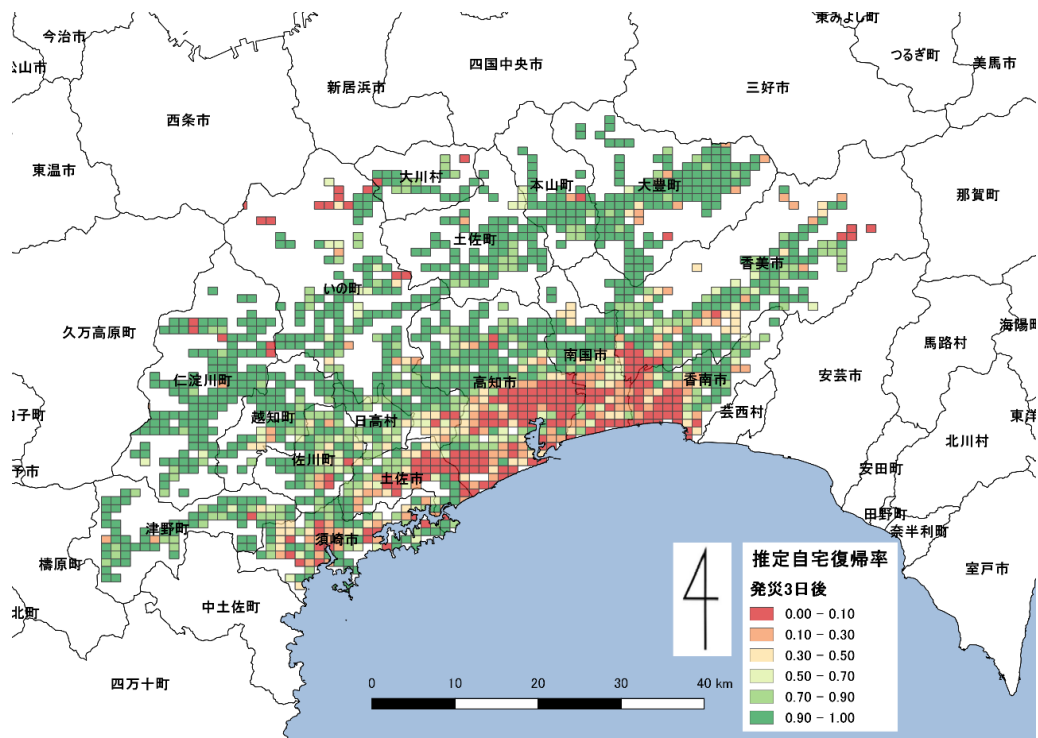 東みよし町
今治市
つるぎ町
四国中央市
美馬市
松山市
新居浜市
三好市
西条市
東温市
大川村
本山町
大豊町
那賀町
土佐町
香美市
いの町
海陽町
久万高原町
馬路村
南国市
仁淀川町
高知市
香南市
安芸市
芸西村
越知町
日高村
東洋
北川村
佐川町
安田町
土佐市
田野町
津野町
奈半利町
須崎市
梼原町
室戸市
北町
中土佐町
四万十町
推定自宅復帰率
発災3日後
0.00 - 0.10
0.10 - 0.30
0.30 - 0.50
0.50 - 0.70
0.70 - 0.90
0.90 - 1.00
0 10 20 30 40 km